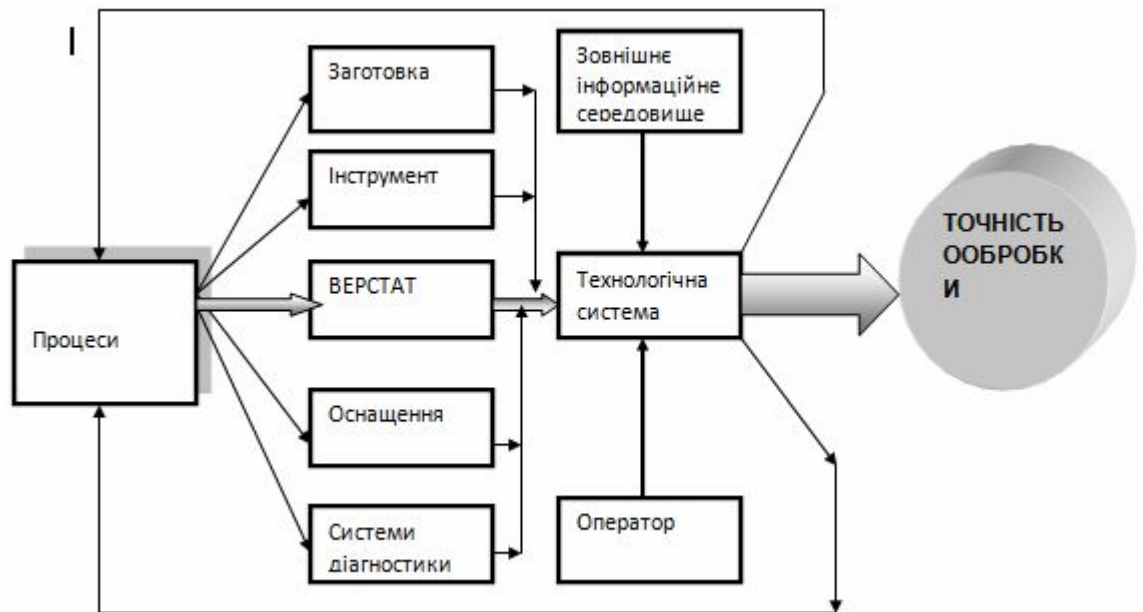 І
Заготовка
Зовнішнє
інформаційне
середовище
Інструмент
ТОЧНІСТЬ
ООБРОБК
И
Процеси
ВЕРСТАТ
Технологічна
система
Оснащення
Системи
діагностики
Оператор